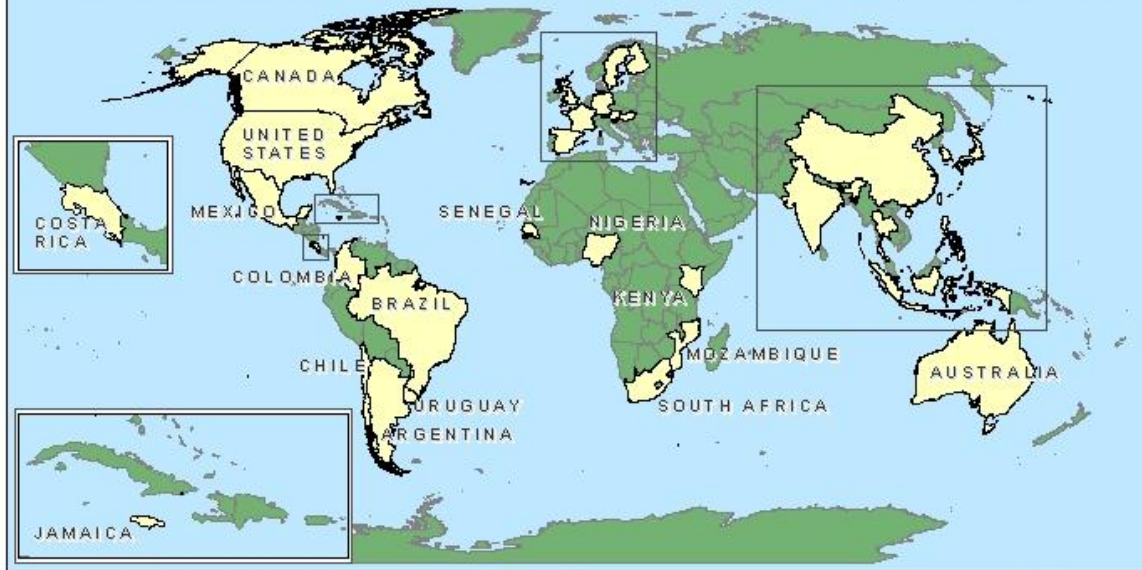 CANADA
UNITED
STATES
MEXICO
COSTA
RICA
SENEGAL
NIGERIA
COLOMBIA
BRAZIL
KENYA
CHILE
MOZAMBIQUE
AUSTRALIA
URUGUAY
SOUTH AFRICA
ARGENTINA
JAMAICA